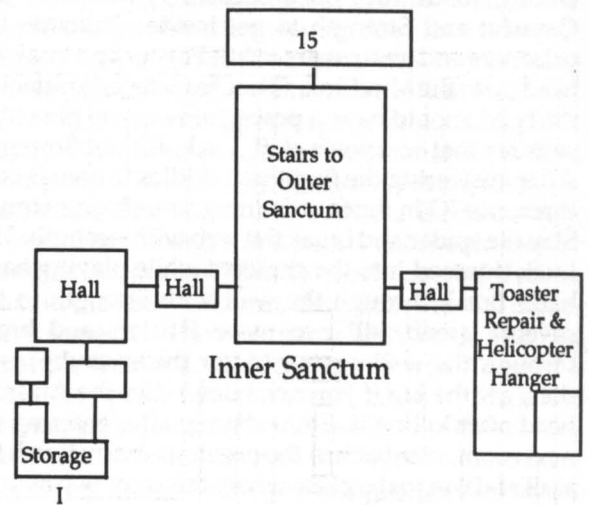 15
Stairs to
Outer
Sanctum
Hall
Hall
Hall
Toaster
Repair &
Helicopter
Hanger
Inner Sanctum
Storage
I